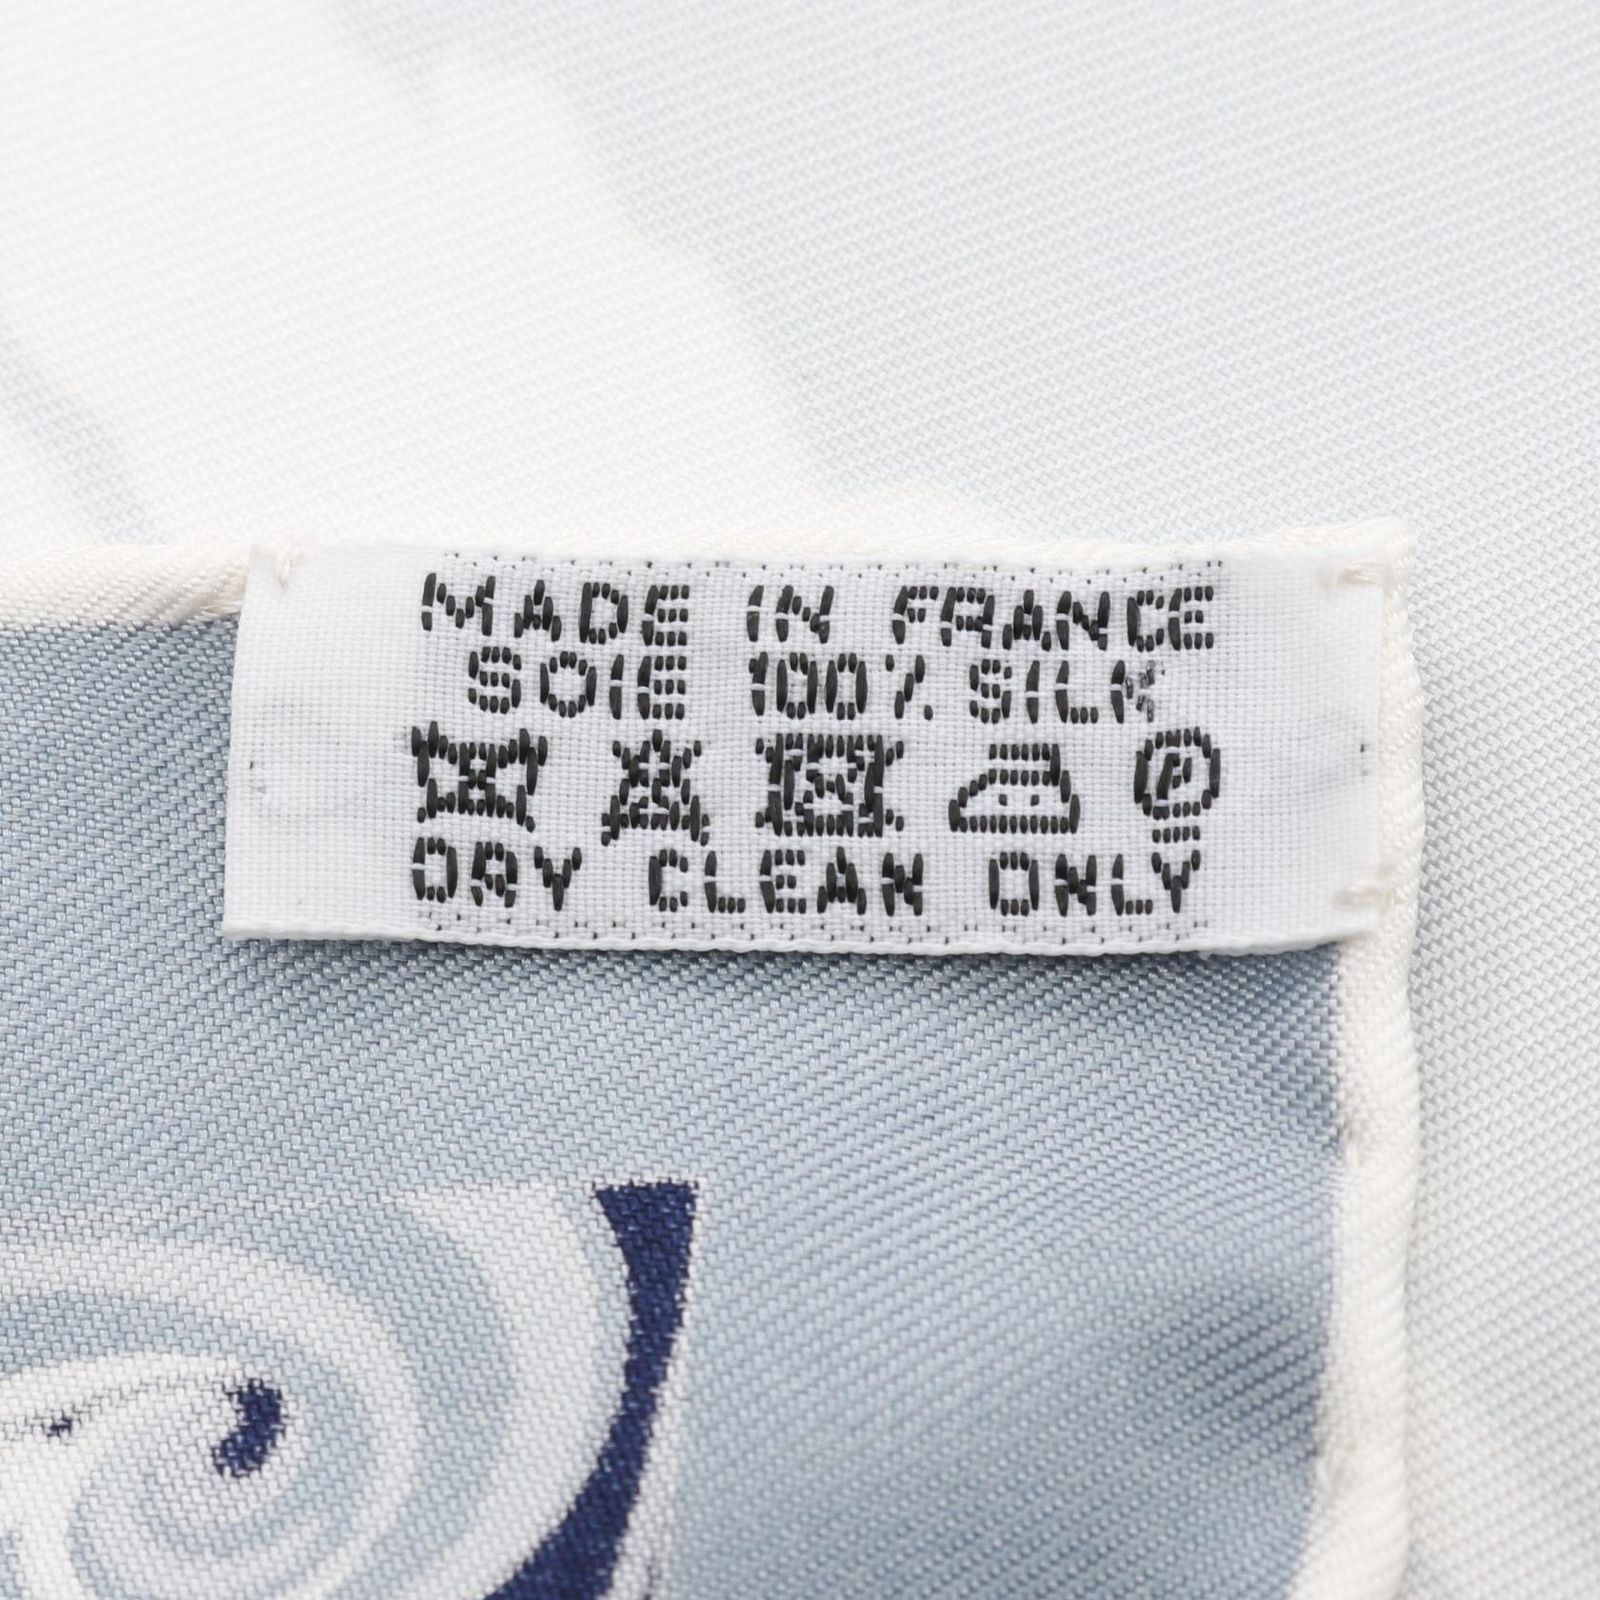 MADE IN FRANCE
SOIE 100% SILK
P
DRY CLEAN ONLY